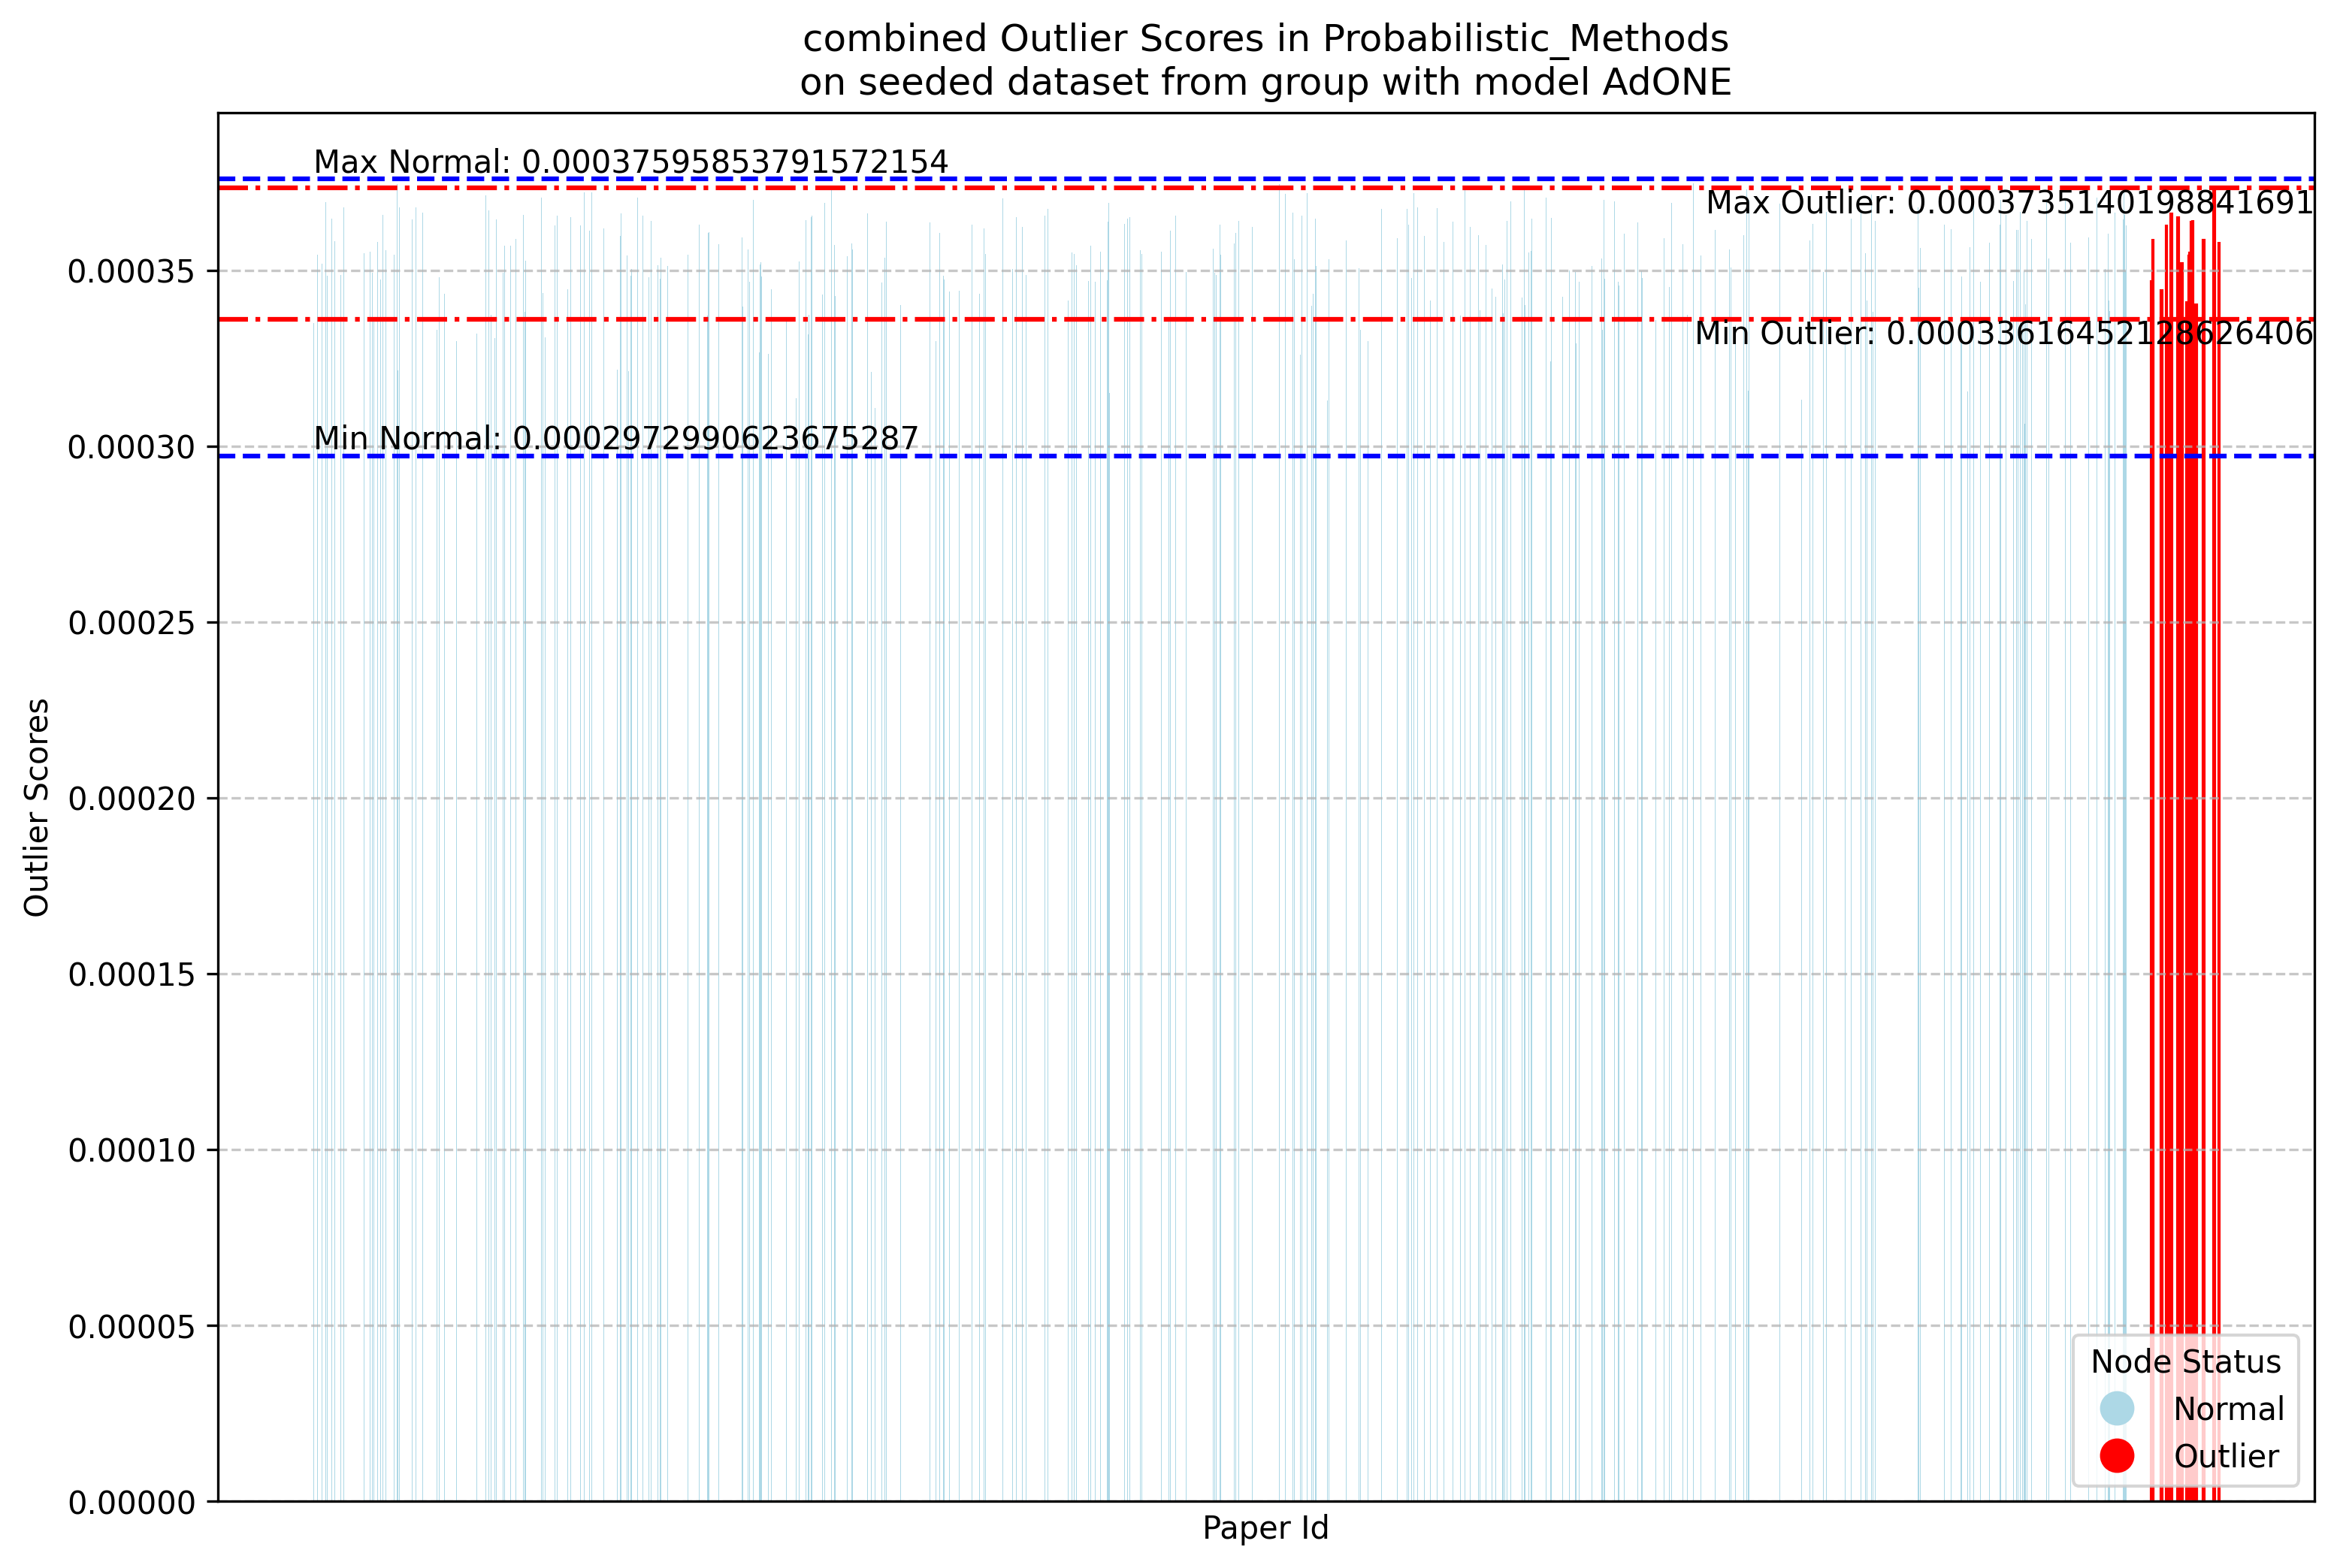 combined Outlier Scores in Probabilistic_Methods
on seeded dataset from group with model AdONE
Max Normal: 0.00037595853791572154
Max Outlier: 0.0003735140198841691
0.00035
Min Outlier: 0.00033616452128626406
Min Normal: 0.0002972990623675287
0.00030
0.00025
0.00020
0.00015
0.00010
0.00005
0.00000
Outlier Scores
Paper Id
Node Status
Normal
Outlier